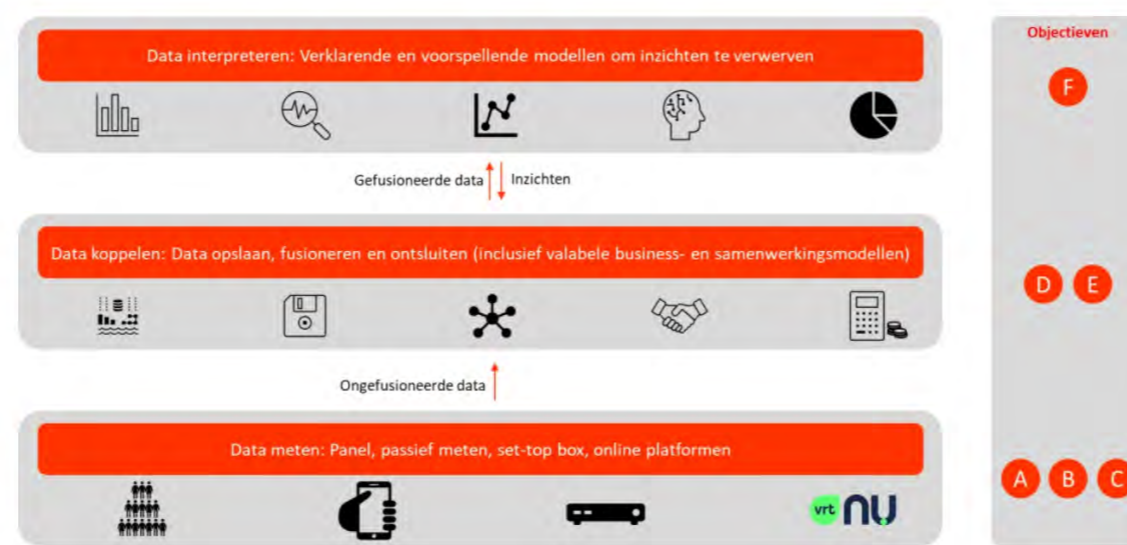 Objectieven
Data interpreteren: Verklarende en voorspellende modellen om inzichten te verwerven
F
Gefusioneerde data
Inzichten
Data koppelen: Data opslaan, fusioneren en ontsluiten (inclusief valabele business- en samenwerkingsmodellen)
D E
Ongefusioneerde data
Data meten: Panel, passief meten, set-top box, online platformen
A B C
vrt nu